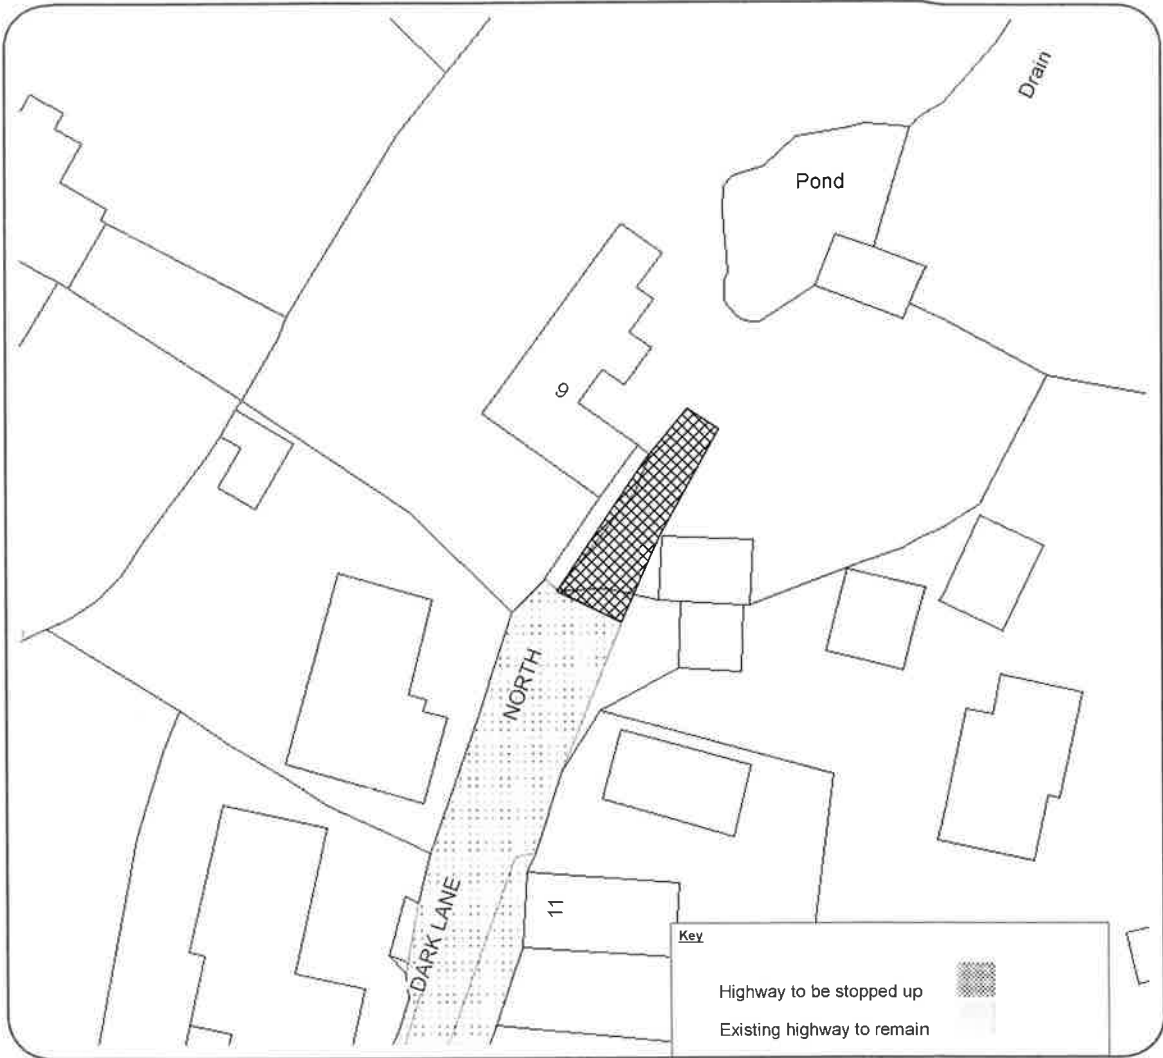 Drain
Pond
9
NORTH
DARK LANE
11
Key
Highway to be stopped up
Existing highway to remain